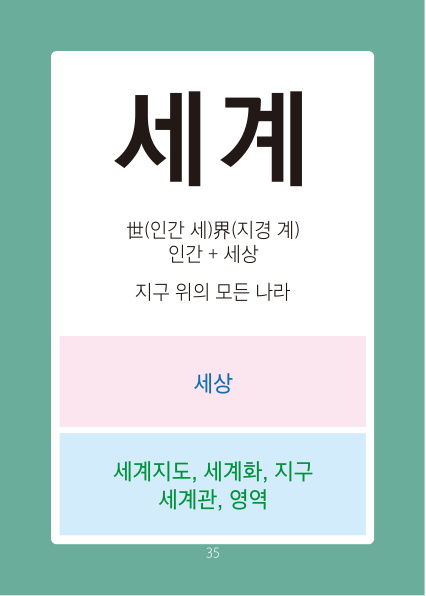 세계
世(인간 세)界(지경 계)
인간 + 세상
지구 위의 모든 나라
세상
세계지도, 세계화, 지구
세계관, 영역
35